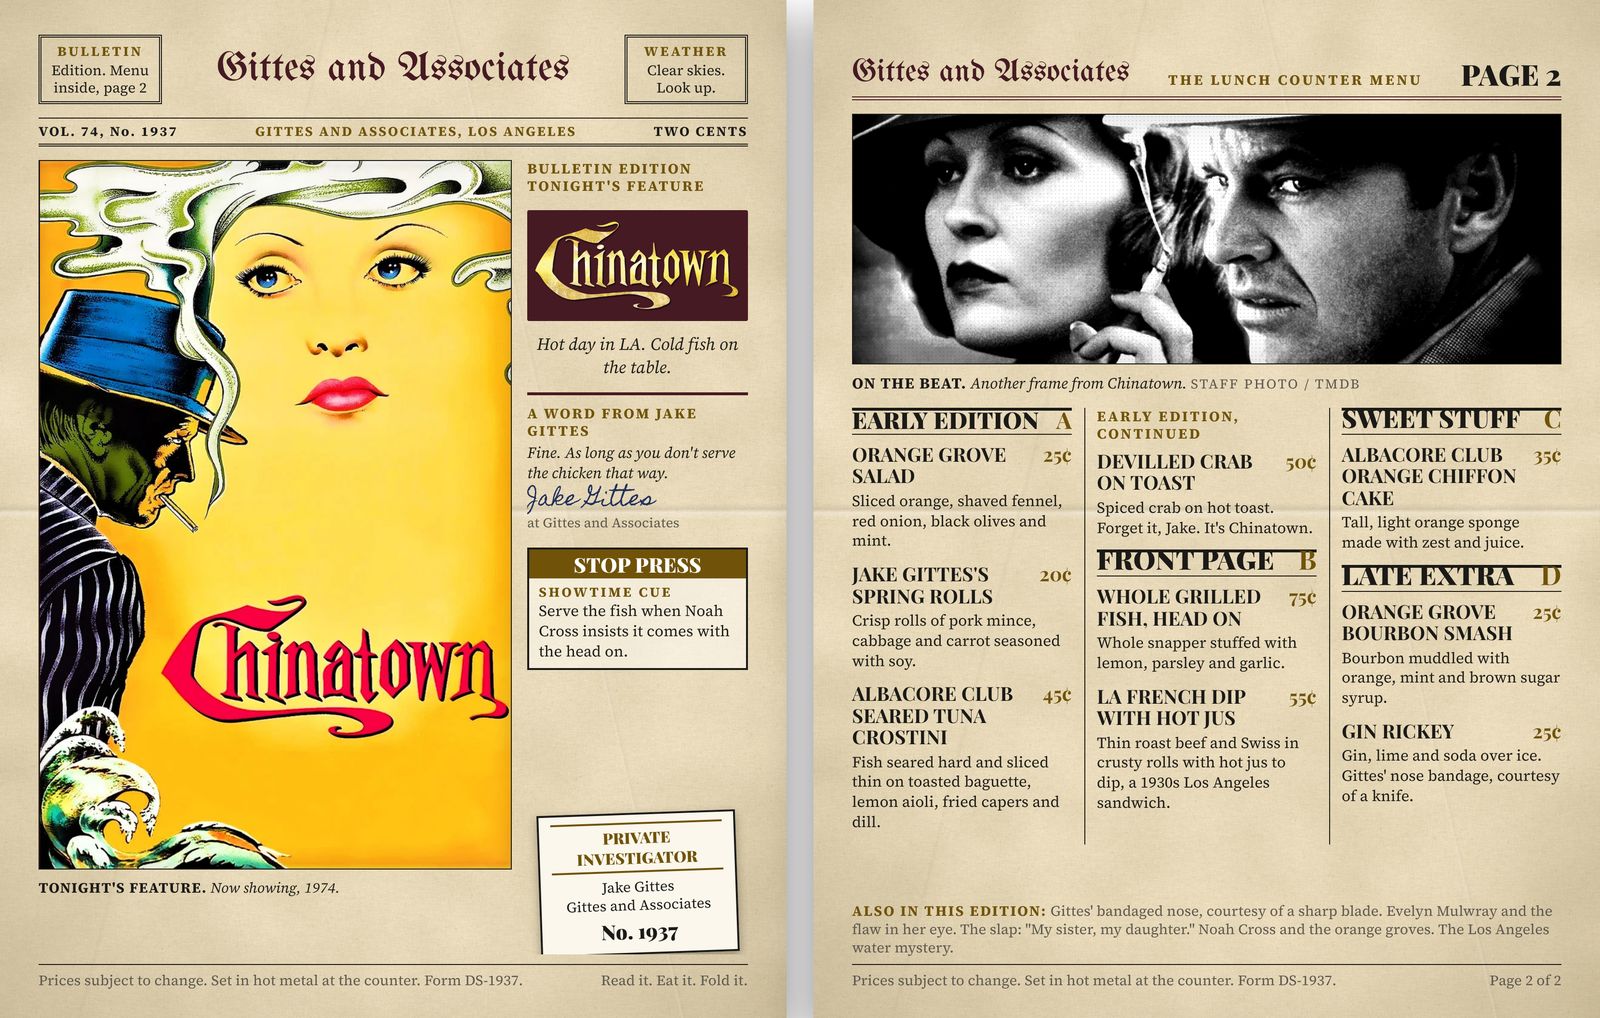 BULLETIN
Edition. Menu
inside, page 2
Gittes and Associates
WEATHER
Clear skies.
Look up.
VOL. 74, No. 1937
GITTES AND ASSOCIATES, LOS ANGELES
TWO CENTS
Chinatown
TONIGHT'S FEATURE. Now showing, 1974.
BULLETIN EDITION
TONIGHT'S FEATURE
Chinatown
Hot day in LA. Cold fish on
the table.
A WORD FROM JAKE
GITTES
Fine. As long as you don't serve
the chicken that way.
Jake Gittes
at Gittes and Associates
STOP PRESS
SHOWTIME CUE
Serve the fish when Noah
Cross insists it comes with
the head on.
PRIVATE
INVESTIGATOR
Jake Gittes
Gittes and Associates
No. 1937
Prices subject to change. Set in hot metal at the counter. Form DS-1937.
Read it. Eat it. Fold it.
Gittes and Associates
THE LUNCH COUNTER MENU
PAGE 2
ON THE BEAT. Another frame from Chinatown. STAFF PHOTO / TMDB
EARLY EDITION A
ORANGE GROVE 25¢
SALAD
Sliced orange, shaved fennel,
red onion, black olives and
mint.
JAKE GITTES'S 20¢
SPRING ROLLS
Crisp rolls of pork mince,
cabbage and carrot seasoned
with soy.
ALBACORE CLUB 45¢
SEARED TUNA
CROSTINI
Fish seared hard and sliced
thin on toasted baguette,
lemon aioli, fried capers and
dill.
EARLY EDITION,
CONTINUED
DEVILLED CRAB 50¢
ON TOAST
Spiced crab on hot toast.
Forget it, Jake. It's Chinatown.
FRONT PAGE B
WHOLE GRILLED 75¢
FISH, HEAD ON
Whole snapper stuffed with
lemon, parsley and garlic.
LA FRENCH DIP 55¢
WITH HOT JUS
Thin roast beef and Swiss in
crusty rolls with hot jus to
dip, a 1930s Los Angeles
sandwich.
SWEET STUFF C
ALBACORE CLUB 35¢
ORANGE CHIFFON
CAKE
Tall, light orange sponge
made with zest and juice.
LATE EXTRA D
ORANGE GROVE 25¢
BOURBON SMASH
Bourbon muddled with
orange, mint and brown sugar
syrup.
GIN RICKEY 25¢
Gin, lime and soda over ice.
Gittes' nose bandage, courtesy
of a knife.
ALSO IN THIS EDITION: Gittes' bandaged nose, courtesy of a sharp blade. Evelyn Mulwray and the
flaw in her eye. The slap: "My sister, my daughter." Noah Cross and the orange groves. The Los Angeles
water mystery.
Prices subject to change. Set in hot metal at the counter. Form DS-1937.
Page 2 of 2